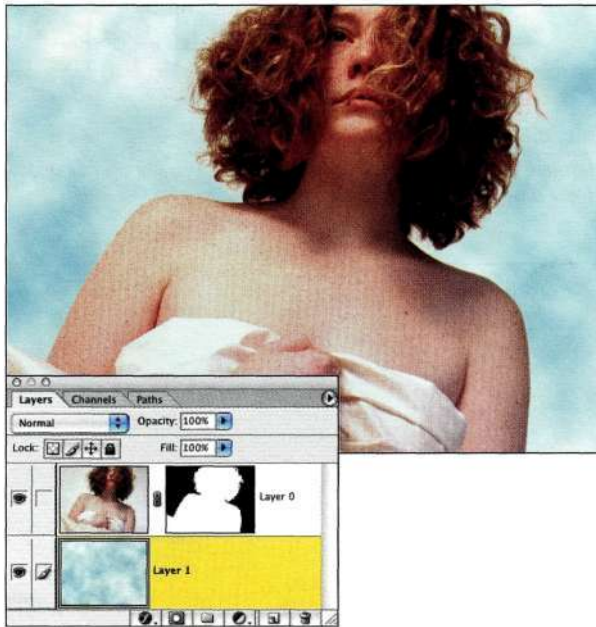 Layers Channels Paths
Normal Opacity: 100%
Lock: Fill: 100%
Layer 0
Layer 1